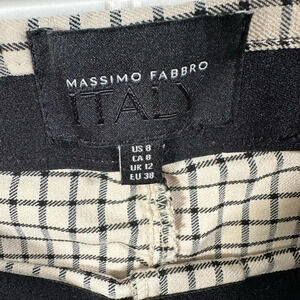 MASSIMO FABBRO
ITALY
US 8
CA 8
UK 12
EU 38